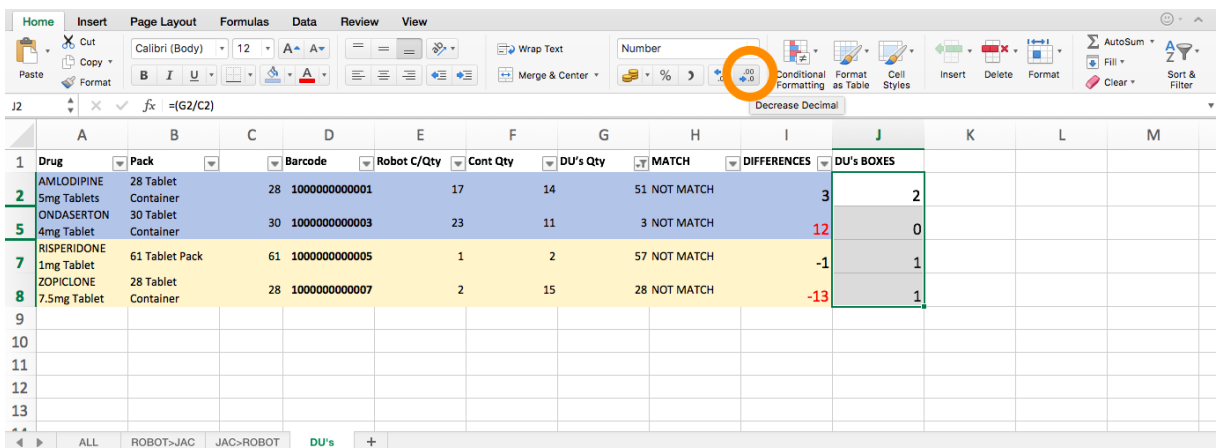 Home Insert Page Layout Formulas Data Review View
Cut
Copy
Format
Paste
Calibri (Body) 12 A A
B I U A
Wrap Text
Merge & Center
Number
% .00 .0
Conditional Formatting
Format as Table
Cell Styles
Insert Delete Format
AutoSum
Fill
Clear
A Z
Sort & Filter
Decrease Decimal
J2 fx =(G2/C2)
A B C D E F G H I J K L M
1 Drug Pack Barcode Robot C/Qty Cont Qty DU's Qty MATCH DIFFERENCES DU's BOXES
2 AMLODIPINE 5mg Tablets 28 Tablet Container 28 1000000000001 17 14 51 NOT MATCH 3 2
5 ONDASERTON 4mg Tablet 30 Tablet Container 30 1000000000003 23 11 3 NOT MATCH 12 0
7 RISPERIDONE 1mg Tablet 61 Tablet Pack 61 1000000000005 1 2 57 NOT MATCH -1 1
8 ZOPICLONE 7.5mg Tablet 28 Tablet Container 28 1000000000007 2 15 28 NOT MATCH -13 1
9
10
11
12
13
ALL ROBOT>JAC JAC>ROBOT DU's +